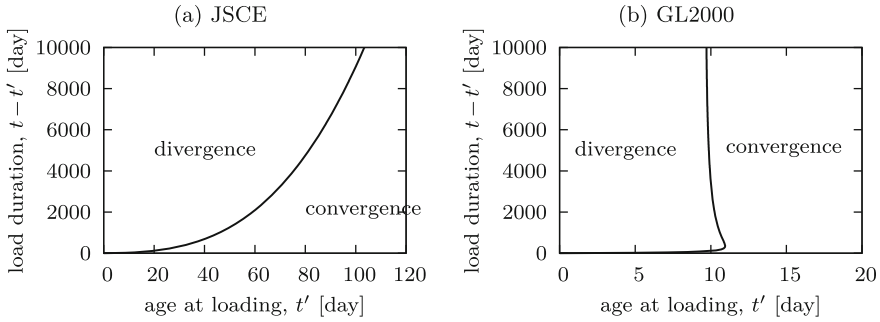 (a) JSCE
load duration, t − t′ [day]
10000
8000
6000
4000
2000
0
divergence
convergence
0 20 40 60 80 100 120
age at loading, t′ [day]
(b) GL2000
load duration, t − t′ [day]
10000
8000
6000
4000
2000
0
divergence
convergence
0 5 10 15 20
age at loading, t′ [day]